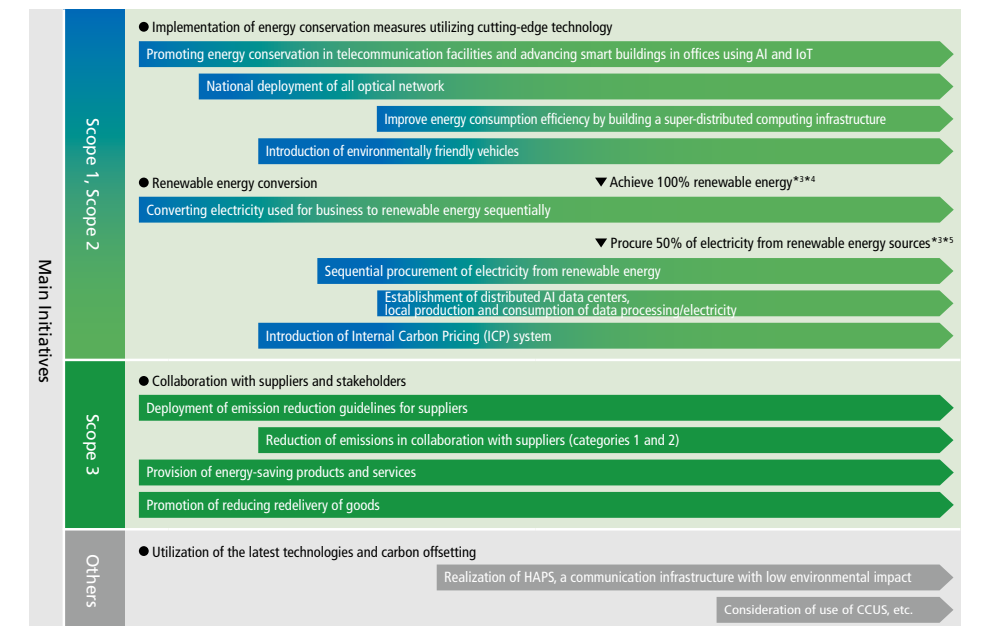 Main Initiatives
Scope 1, Scope 2
● Implementation of energy conservation measures utilizing cutting-edge technology
Promoting energy conservation in telecommunication facilities and advancing smart buildings in offices using AI and IoT
National deployment of all optical network
Improve energy consumption efficiency by building a super-distributed computing infrastructure
Introduction of environmentally friendly vehicles
● Renewable energy conversion
▼ Achieve 100% renewable energy*3*4
Converting electricity used for business to renewable energy sequentially
▼ Procure 50% of electricity from renewable energy sources*3*5
Sequential procurement of electricity from renewable energy
Establishment of distributed AI data centers,
local production and consumption of data processing/electricity
Introduction of Internal Carbon Pricing (ICP) system
Scope 3
● Collaboration with suppliers and stakeholders
Deployment of emission reduction guidelines for suppliers
Reduction of emissions in collaboration with suppliers (categories 1 and 2)
Provision of energy-saving products and services
Promotion of reducing redelivery of goods
Others
● Utilization of the latest technologies and carbon offsetting
Realization of HAPS, a communication infrastructure with low environmental impact
Consideration of use of CCUS, etc.